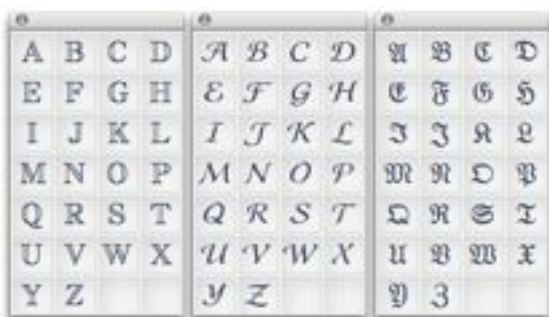 A B C D
E F G H
I J K L
M N O P
Q R S T
U V W X
Y Z
A B C D
E F G H
I J K L
M N O P
Q R S T
U V W X
Y Z
A B C D
E F G H
I J K L
M N O P
Q R S T
U V W X
Y Z